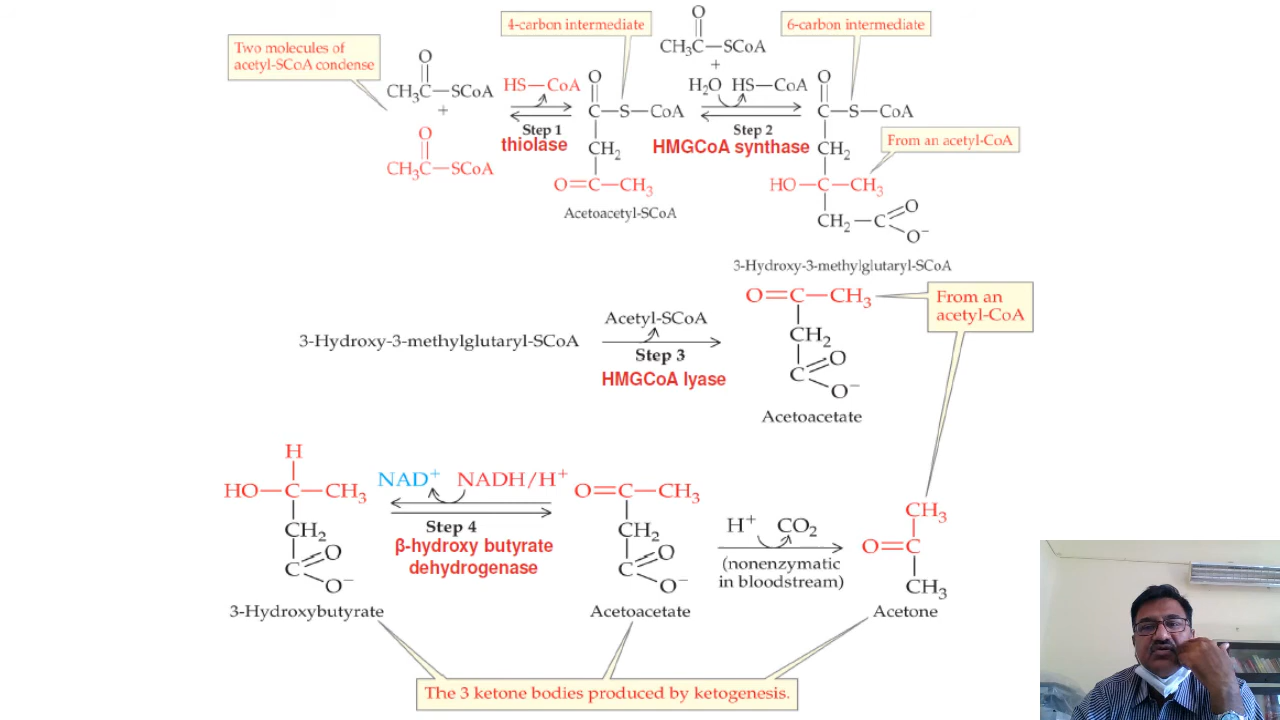 Two molecules of
acetyl-SCoA condense
O
CH₃C—SCoA
+
O
CH₃C—SCoA
HS—CoA
Step 1
thiolase
4-carbon intermediate
O
C—S—CoA
CH₂
O=C—CH₃
Acetoacetyl-SCoA
O
CH₃C—SCoA
+
H₂O HS—CoA
Step 2
HMGCoA synthase
6-carbon intermediate
O
C—S—CoA
CH₂
HO—C—CH₃
CH₂—C O
O⁻
From an acetyl-CoA
3-Hydroxy-3-methylglutaryl-SCoA
3-Hydroxy-3-methylglutaryl-SCoA
Acetyl-SCoA
Step 3
HMGCoA lyase
O=C—CH₃
CH₂
C O
O⁻
Acetoacetate
From an
acetyl-CoA
H
HO—C—CH₃
CH₂
C O
O⁻
3-Hydroxybutyrate
NAD⁺ NADH/H⁺
Step 4
β-hydroxy butyrate
dehydrogenase
O=C—CH₃
CH₂
C O
O⁻
Acetoacetate
H⁺ CO₂
(nonenzymatic
in bloodstream)
CH₃
O=C
CH₃
Acetone
The 3 ketone bodies produced by ketogenesis.